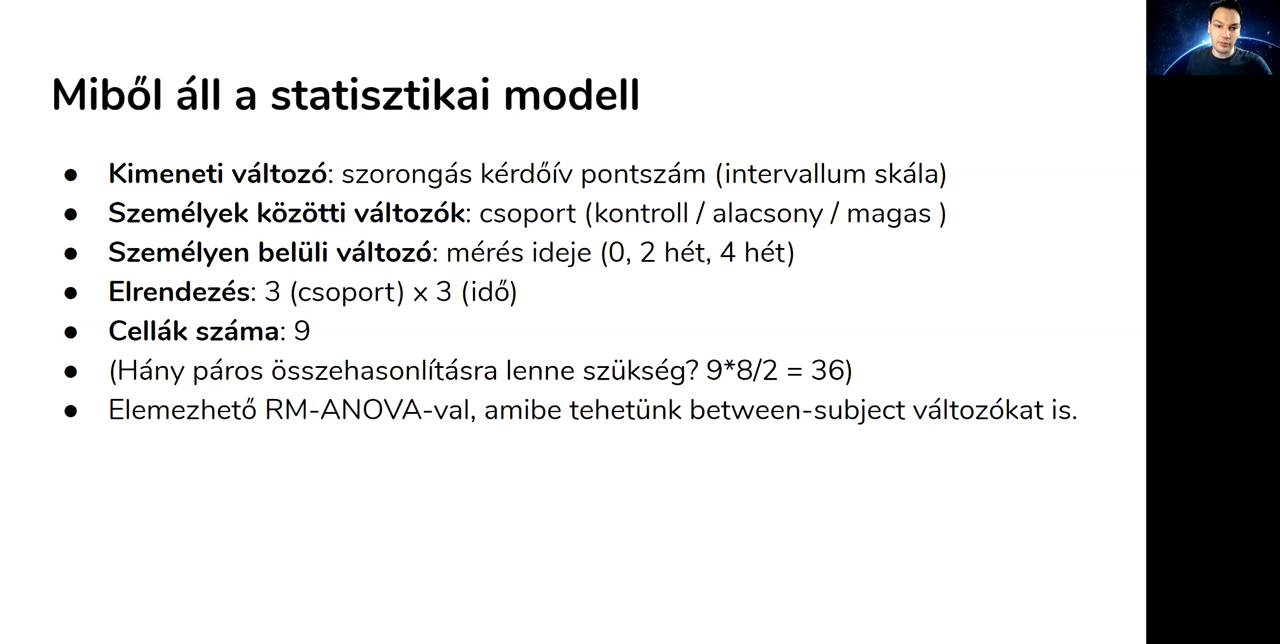 Miből áll a statisztikai modell
● Kimeneti változó: szorongás kérdőív pontszám (intervallum skála)
● Személyek közötti változók: csoport (kontroll / alacsony / magas )
● Személyen belüli változó: mérés ideje (0, 2 hét, 4 hét)
● Elrendezés: 3 (csoport) x 3 (idő)
● Cellák száma: 9
● (Hány páros összehasonlításra lenne szükség? 9*8/2 = 36)
● Elemezhető RM-ANOVA-val, amibe tehetünk between-subject változókat is.